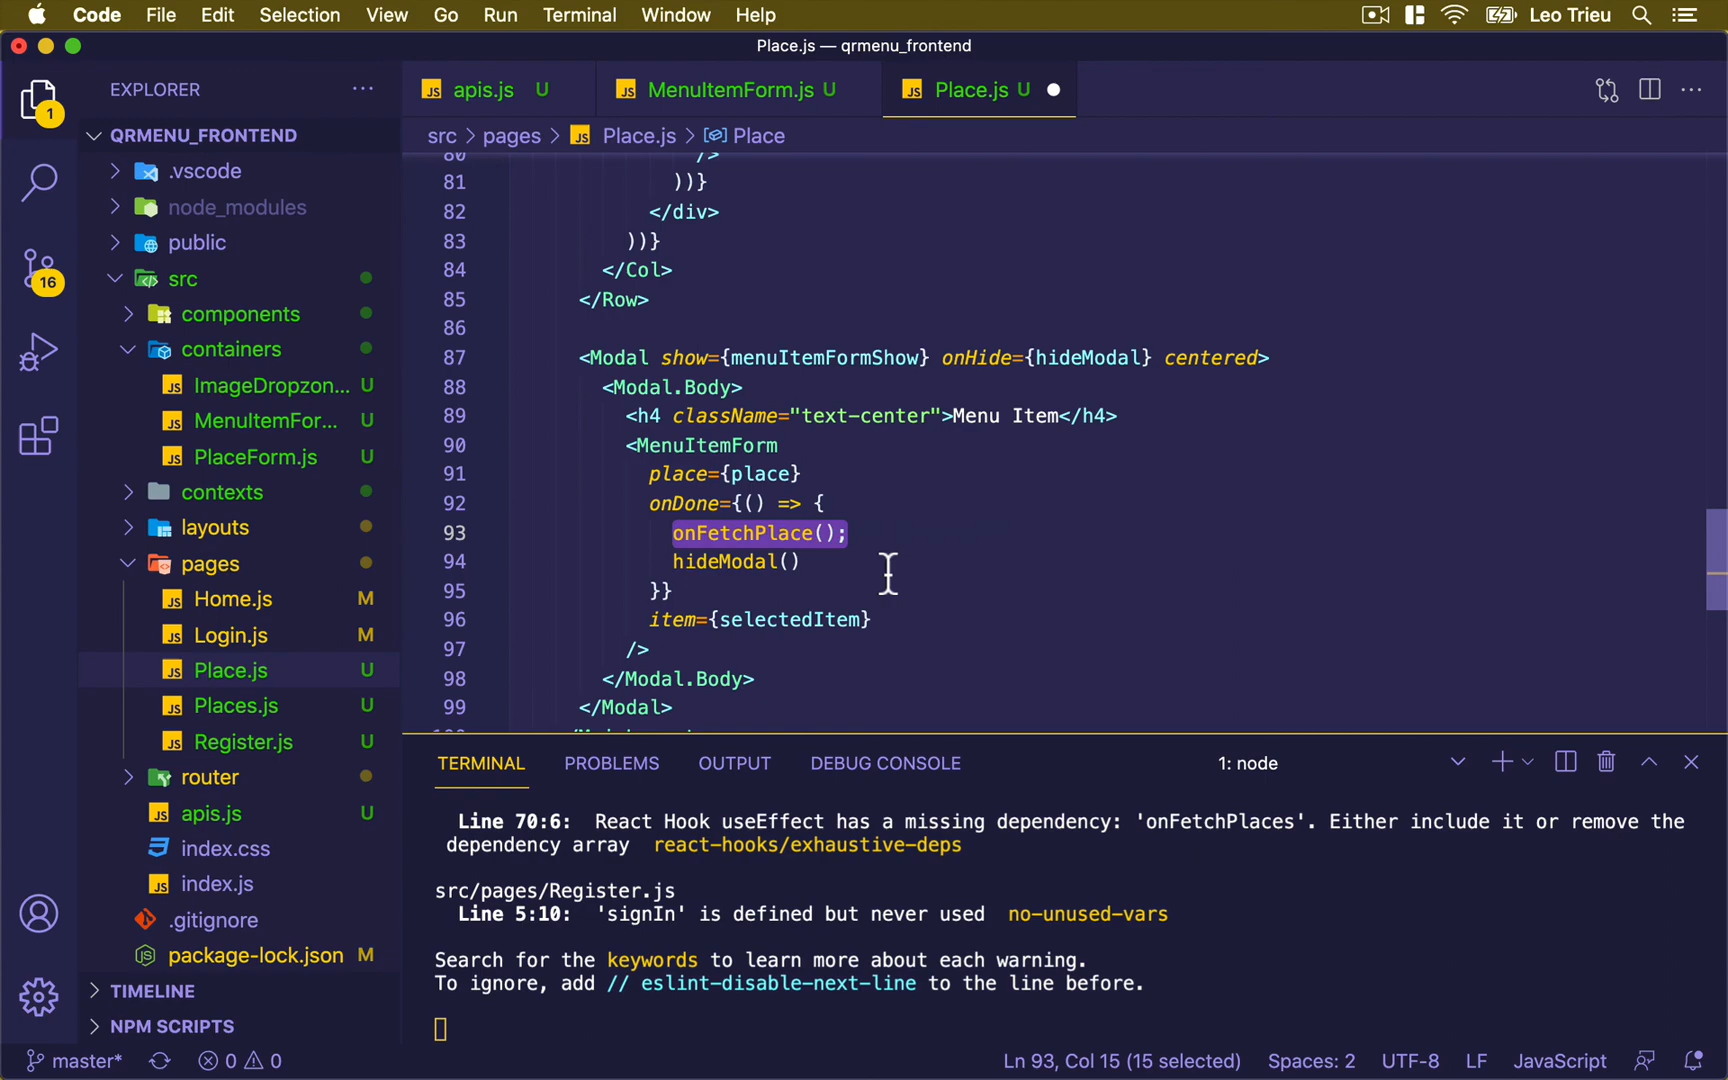 Code File Edit Selection View Go Run Terminal Window Help Leo Trieu
Place.js — qrmenu_frontend
EXPLORER
1
16
QRMENU_FRONTEND
.vscode
node_modules
public
src
components
containers
ImageDropzon... U
MenuItemFor... U
PlaceForm.js U
contexts
layouts
pages
Home.js M
Login.js M
Place.js U
Places.js U
Register.js U
router
apis.js U
index.css
index.js
.gitignore
package-lock.json M
TIMELINE
NPM SCRIPTS
JS apis.js U JS MenuItemForm.js U JS Place.js U
src > pages > JS Place.js > Place
80 />
81 ))}
82 </div>
83 ))}
84 </Col>
85 </Row>
86
87 <Modal show={menuItemFormShow} onHide={hideModal} centered>
88 <Modal.Body>
89 <h4 className="text-center">Menu Item</h4>
90 <MenuItemForm
91 place={place}
92 onDone={() => {
93 onFetchPlace();
94 hideModal()
95 }}
96 item={selectedItem}
97 />
98 </Modal.Body>
99 </Modal>
TERMINAL PROBLEMS OUTPUT DEBUG CONSOLE 1: node
Line 70:6: React Hook useEffect has a missing dependency: 'onFetchPlaces'. Either include it or remove the
dependency array react-hooks/exhaustive-deps
src/pages/Register.js
Line 5:10: 'signIn' is defined but never used no-unused-vars
Search for the keywords to learn more about each warning.
To ignore, add // eslint-disable-next-line to the line before.
master* 0 0 Ln 93, Col 15 (15 selected) Spaces: 2 UTF-8 LF JavaScript